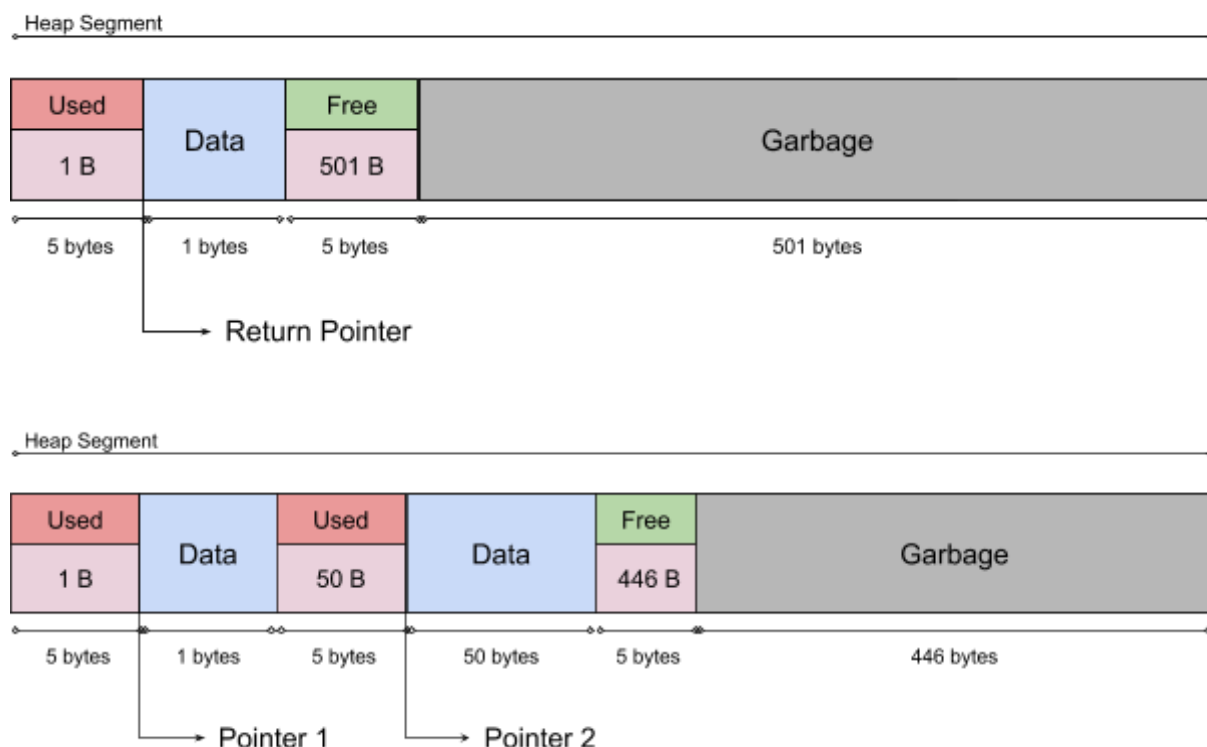 Heap Segment
Used
1 B
Data
Free
501 B
Garbage
5 bytes
1 bytes
5 bytes
501 bytes
Return Pointer
Heap Segment
Used
1 B
Data
Used
50 B
Data
Free
446 B
Garbage
5 bytes
1 bytes
5 bytes
50 bytes
5 bytes
446 bytes
Pointer 1
Pointer 2